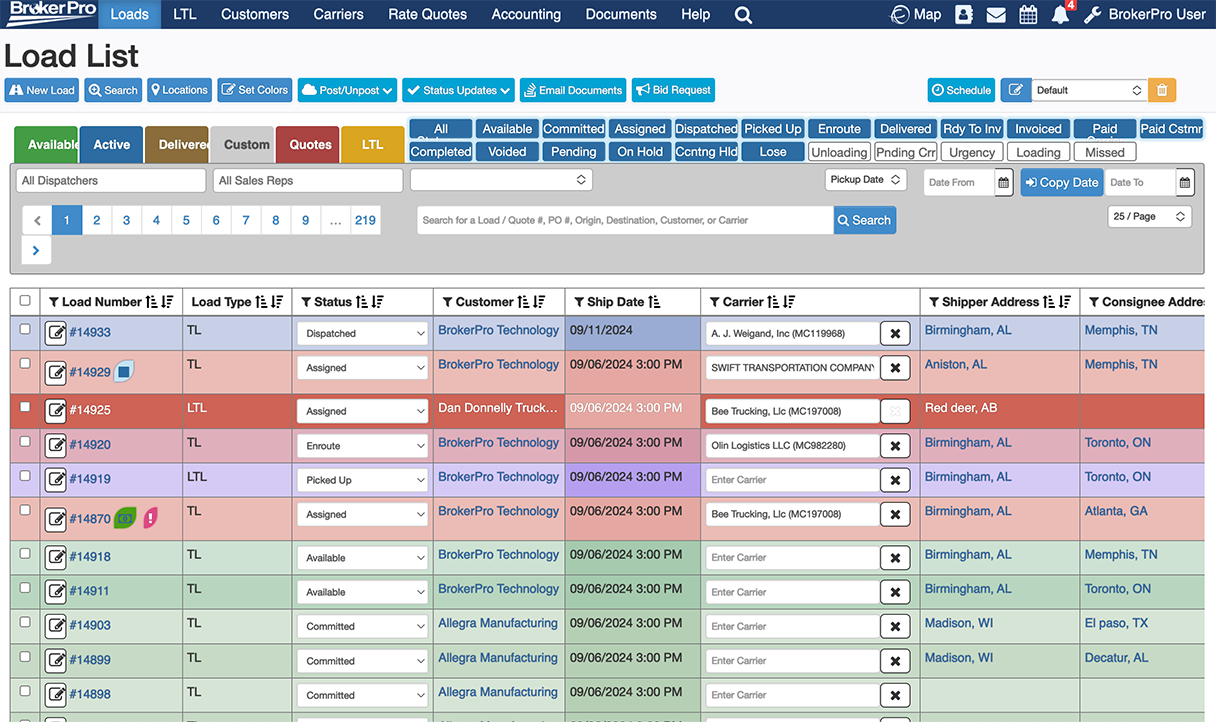 BrokerPro Loads LTL Customers Carriers Rate Quotes Accounting Documents Help Map 4 BrokerPro User
Load List
New Load Search Locations Set Colors Post/Unpost Status Updates Email Documents Bid Request Schedule Default
All Available Committed Assigned Dispatched Picked Up Enroute Delivered Rdy To Inv Invoiced Paid Paid Cstmr
Available Active Delivered Custom Quotes LTL
Completed Voided Pending On Hold Ccntng Hld Lose Unloading Pnding Crr Urgency Loading Missed
All Dispatchers All Sales Reps Pickup Date Date From Copy Date Date To
1 2 3 4 5 6 7 8 9 ... 219 Search for a Load / Quote #, PO #, Origin, Destination, Customer, or Carrier Search 25 / Page
Load Number Load Type Status Customer Ship Date Carrier Shipper Address Consignee Addre
#14933 TL Dispatched BrokerPro Technology 09/11/2024 A. J. Weigand, Inc (MC119968) Birmingham, AL Memphis, TN
#14929 TL Assigned BrokerPro Technology 09/06/2024 3:00 PM SWIFT TRANSPORTATION COMPANY Aniston, AL Memphis, TN
#14925 LTL Assigned Dan Donnelly Truck... 09/06/2024 3:00 PM Bee Trucking, Llc (MC197008) Red deer, AB
#14920 TL Enroute BrokerPro Technology 09/06/2024 3:00 PM Olin Logistics LLC (MC982280) Birmingham, AL Toronto, ON
#14919 LTL Picked Up BrokerPro Technology 09/06/2024 3:00 PM Enter Carrier Birmingham, AL Toronto, ON
#14870 TL Assigned BrokerPro Technology 09/06/2024 3:00 PM Bee Trucking, Llc (MC197008) Birmingham, AL Atlanta, GA
#14918 TL Available BrokerPro Technology 09/06/2024 3:00 PM Enter Carrier Birmingham, AL Memphis, TN
#14911 TL Available BrokerPro Technology 09/06/2024 3:00 PM Enter Carrier Birmingham, AL Toronto, ON
#14903 TL Committed Allegra Manufacturing 09/06/2024 3:00 PM Enter Carrier Madison, WI El paso, TX
#14899 TL Committed Allegra Manufacturing 09/06/2024 3:00 PM Enter Carrier Madison, WI Decatur, AL
#14898 TL Committed Allegra Manufacturing 09/06/2024 3:00 PM Enter Carrier